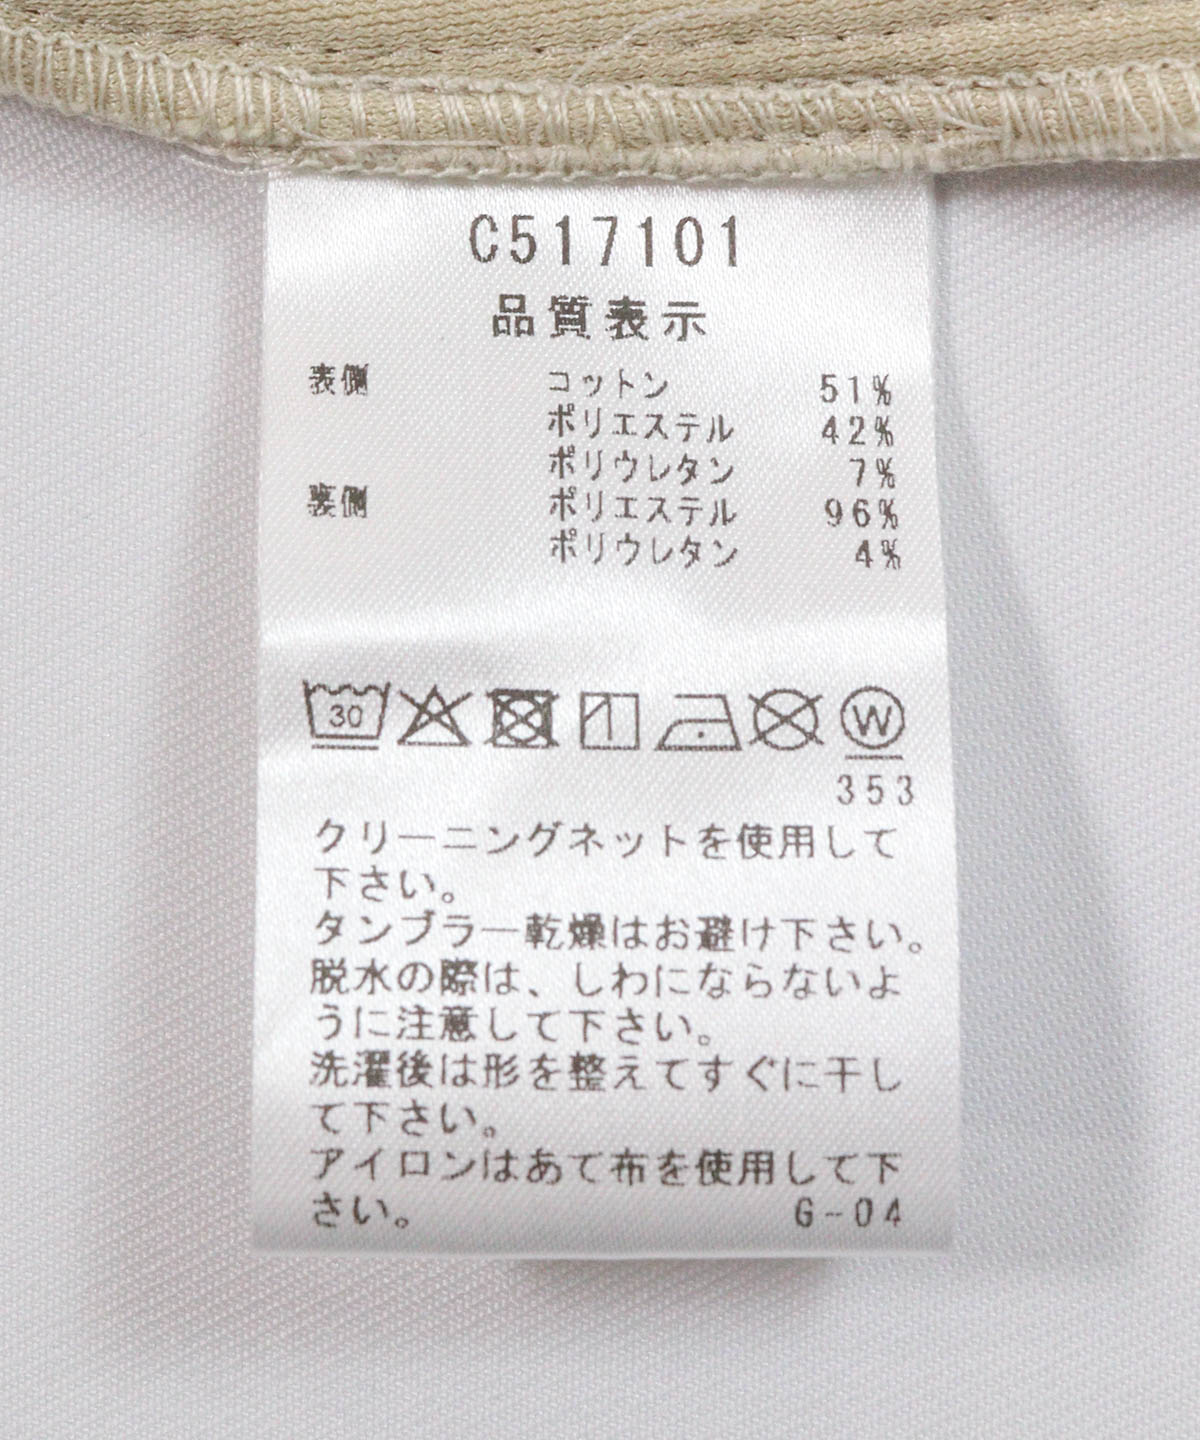 C517101
品質表示
表側 コットン 51%
ポリエステル 42%
ポリウレタン 7%
裏側 ポリエステル 96%
ポリウレタン 4%
30 W
353
クリーニングネットを使用して
下さい。
タンブラー乾燥はお避け下さい。
脱水の際は、しわにならないよ
うに注意して下さい。
洗濯後は形を整えてすぐに干し
て下さい。
アイロンはあて布を使用して下
さい。 G-04